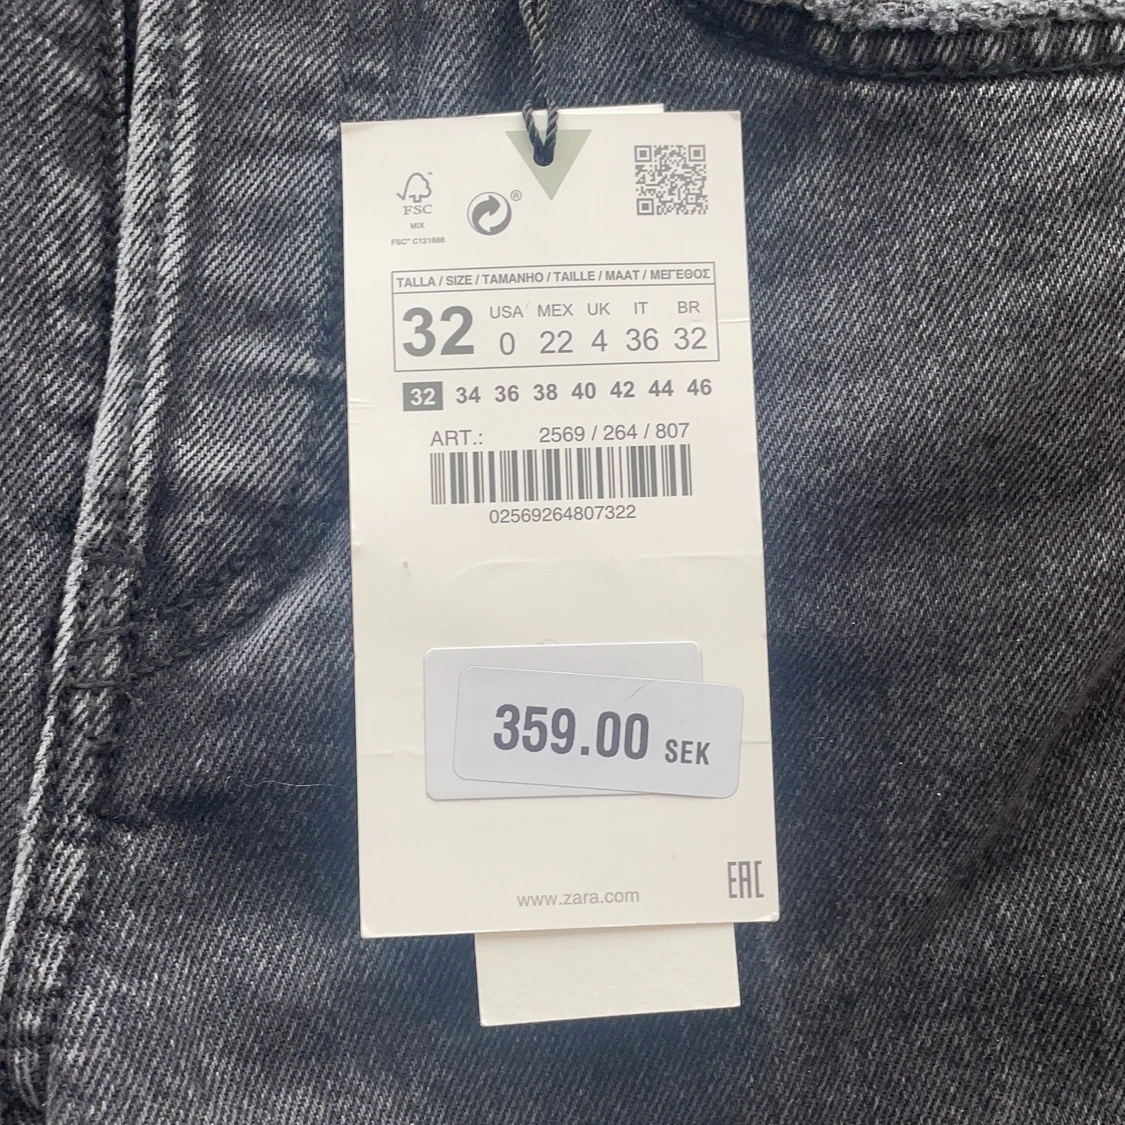 FSC
MIX
FSC™ C121666
®
TALLA / SIZE / TAMANHO / TAILLE / MAAT / ΜΕΓΕΘΟΣ
32 USA 0 MEX 22 UK 4 IT 36 BR 32
32 34 36 38 40 42 44 46
ART.: 2569 / 264 / 807
02569264807322
359.00 SEK
EAC
www.zara.com